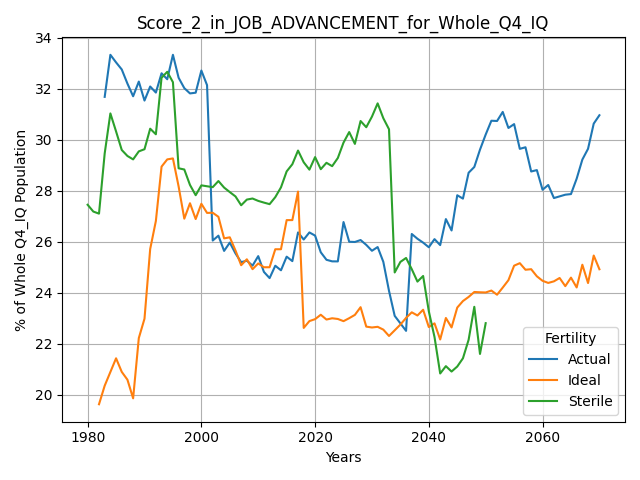 Score_2_in_JOB_ADVANCEMENT_for_Whole_Q4_IQ
% of Whole Q4_IQ Population
34
32
30
28
26
24
22
20
1980
2000
2020
2040
2060
Years
Fertility
Actual
Ideal
Sterile